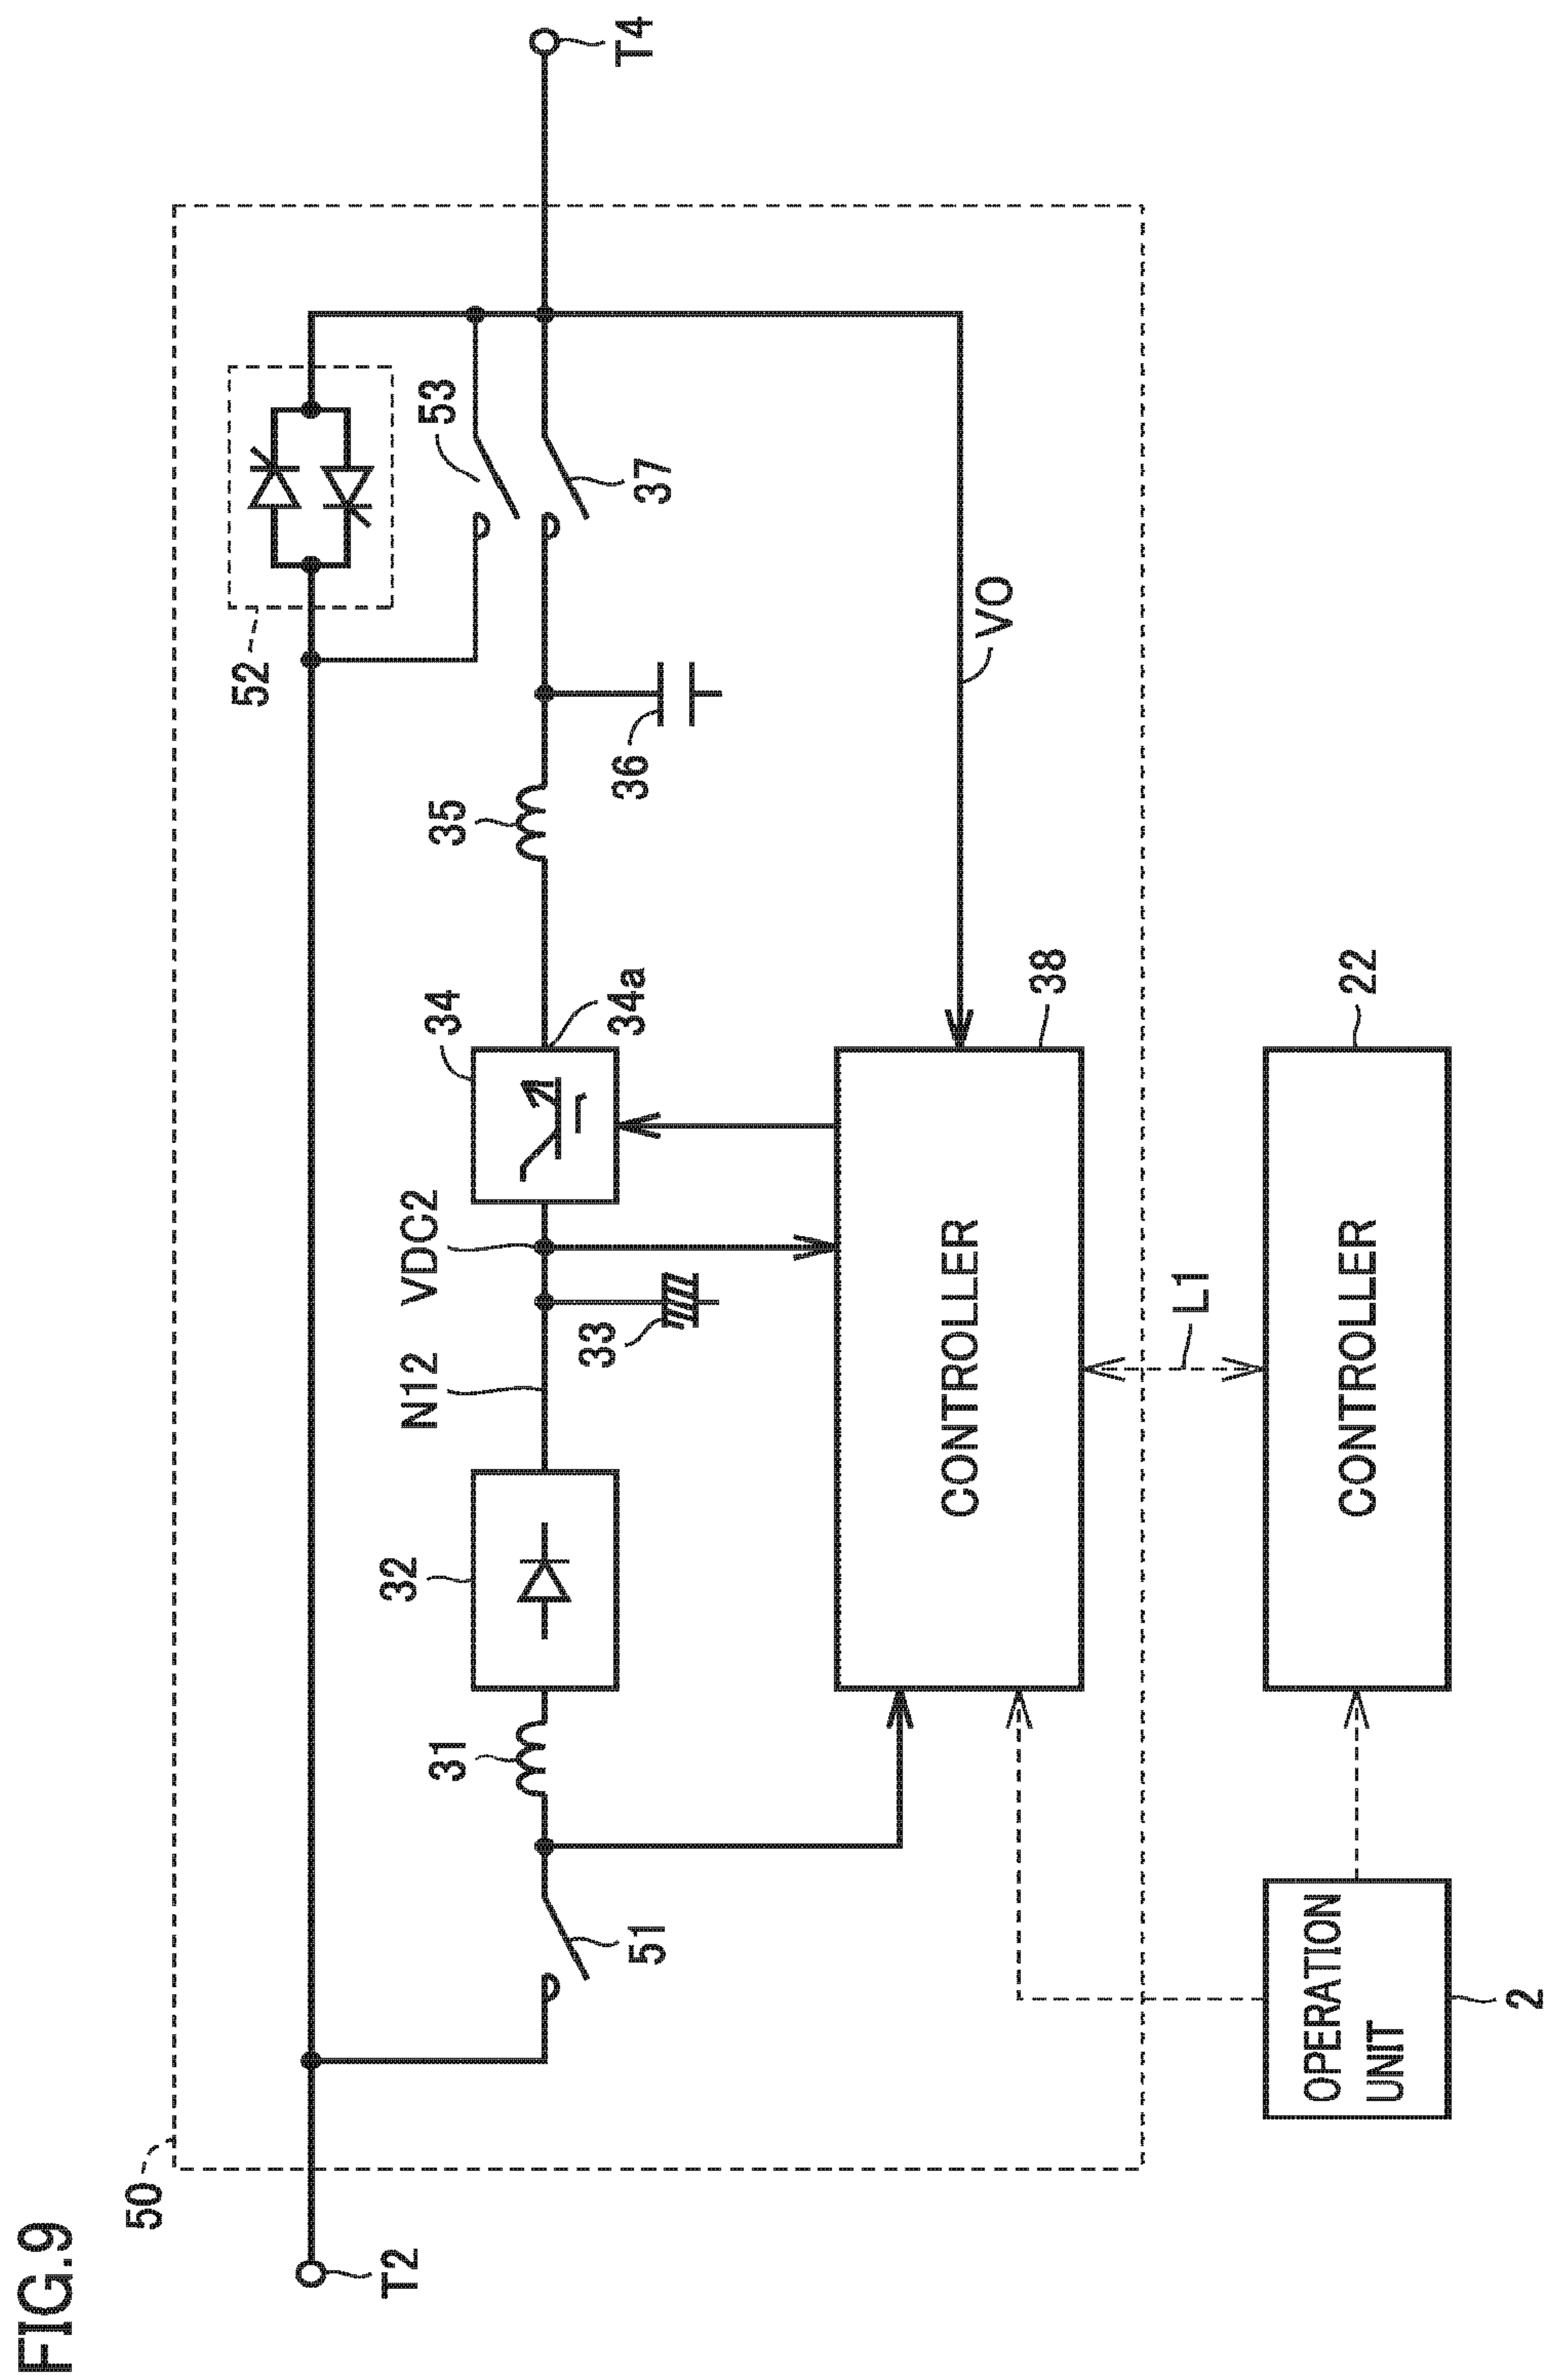 FIG.9
50
T2
52
53
T4
51
31
32
N12
VDC2
33
34
34a
35
36
37
VO
CONTROLLER
38
L1
OPERATION
UNIT
2
CONTROLLER
22